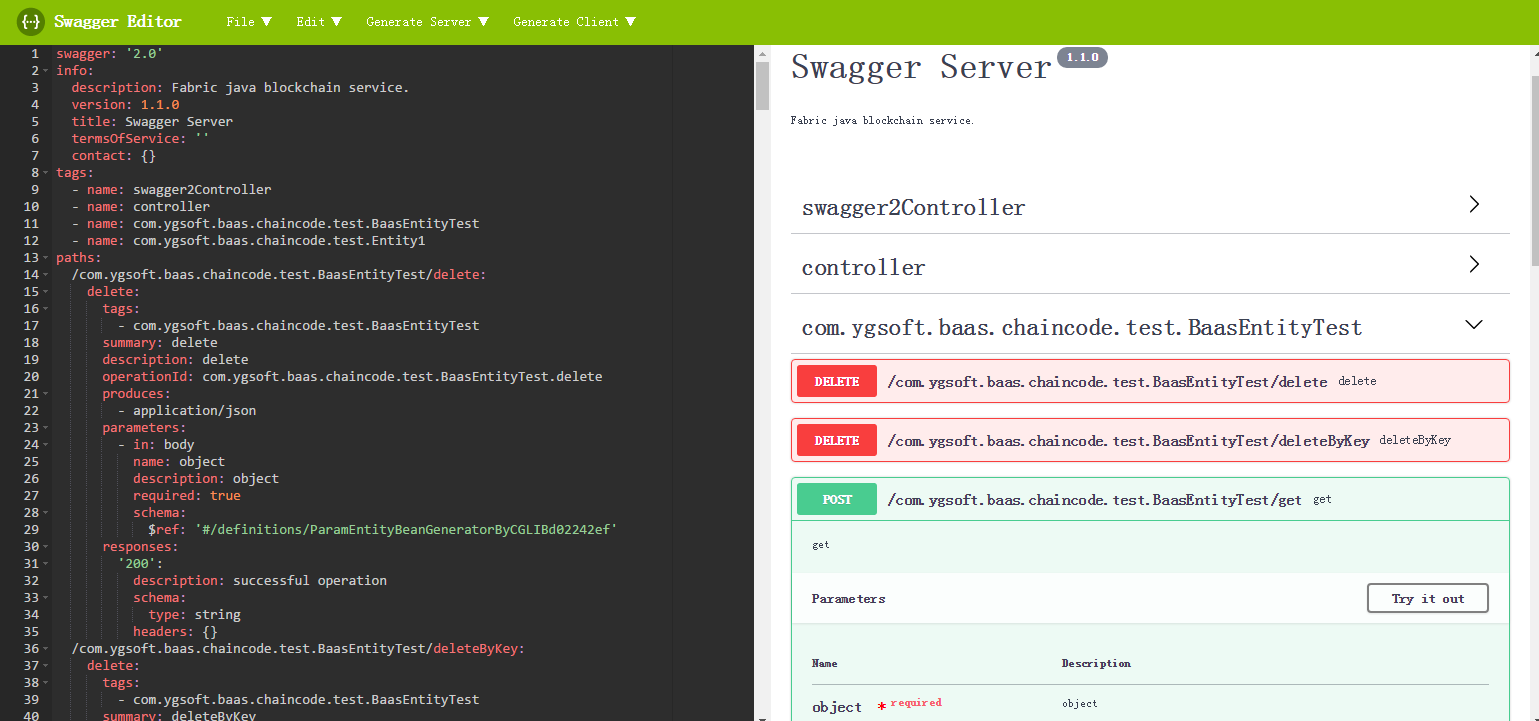 {··} Swagger Editor File ▼ Edit ▼ Generate Server ▼ Generate Client ▼
1 swagger: '2.0'
2 info:
3 description: Fabric java blockchain service.
4 version: 1.1.0
5 title: Swagger Server
6 termsOfService: ''
7 contact: {}
8 tags:
9 - name: swagger2Controller
10 - name: controller
11 - name: com.ygsoft.baas.chaincode.test.BaasEntityTest
12 - name: com.ygsoft.baas.chaincode.test.Entity1
13 paths:
14 /com.ygsoft.baas.chaincode.test.BaasEntityTest/delete:
15 delete:
16 tags:
17 - com.ygsoft.baas.chaincode.test.BaasEntityTest
18 summary: delete
19 description: delete
20 operationId: com.ygsoft.baas.chaincode.test.BaasEntityTest.delete
21 produces:
22 - application/json
23 parameters:
24 - in: body
25 name: object
26 description: object
27 required: true
28 schema:
29 $ref: '#/definitions/ParamEntityBeanGeneratorByCGLIBd02242ef'
30 responses:
31 '200':
32 description: successful operation
33 schema:
34 type: string
35 headers: {}
36 /com.ygsoft.baas.chaincode.test.BaasEntityTest/deleteByKey:
37 delete:
38 tags:
39 - com.ygsoft.baas.chaincode.test.BaasEntityTest
40 summary: deleteByKey
Swagger Server 1.1.0
Fabric java blockchain service.
swagger2Controller
controller
com.ygsoft.baas.chaincode.test.BaasEntityTest
DELETE /com.ygsoft.baas.chaincode.test.BaasEntityTest/delete delete
DELETE /com.ygsoft.baas.chaincode.test.BaasEntityTest/deleteByKey deleteByKey
POST /com.ygsoft.baas.chaincode.test.BaasEntityTest/get get
get
Parameters Try it out
Name Description
object * required object